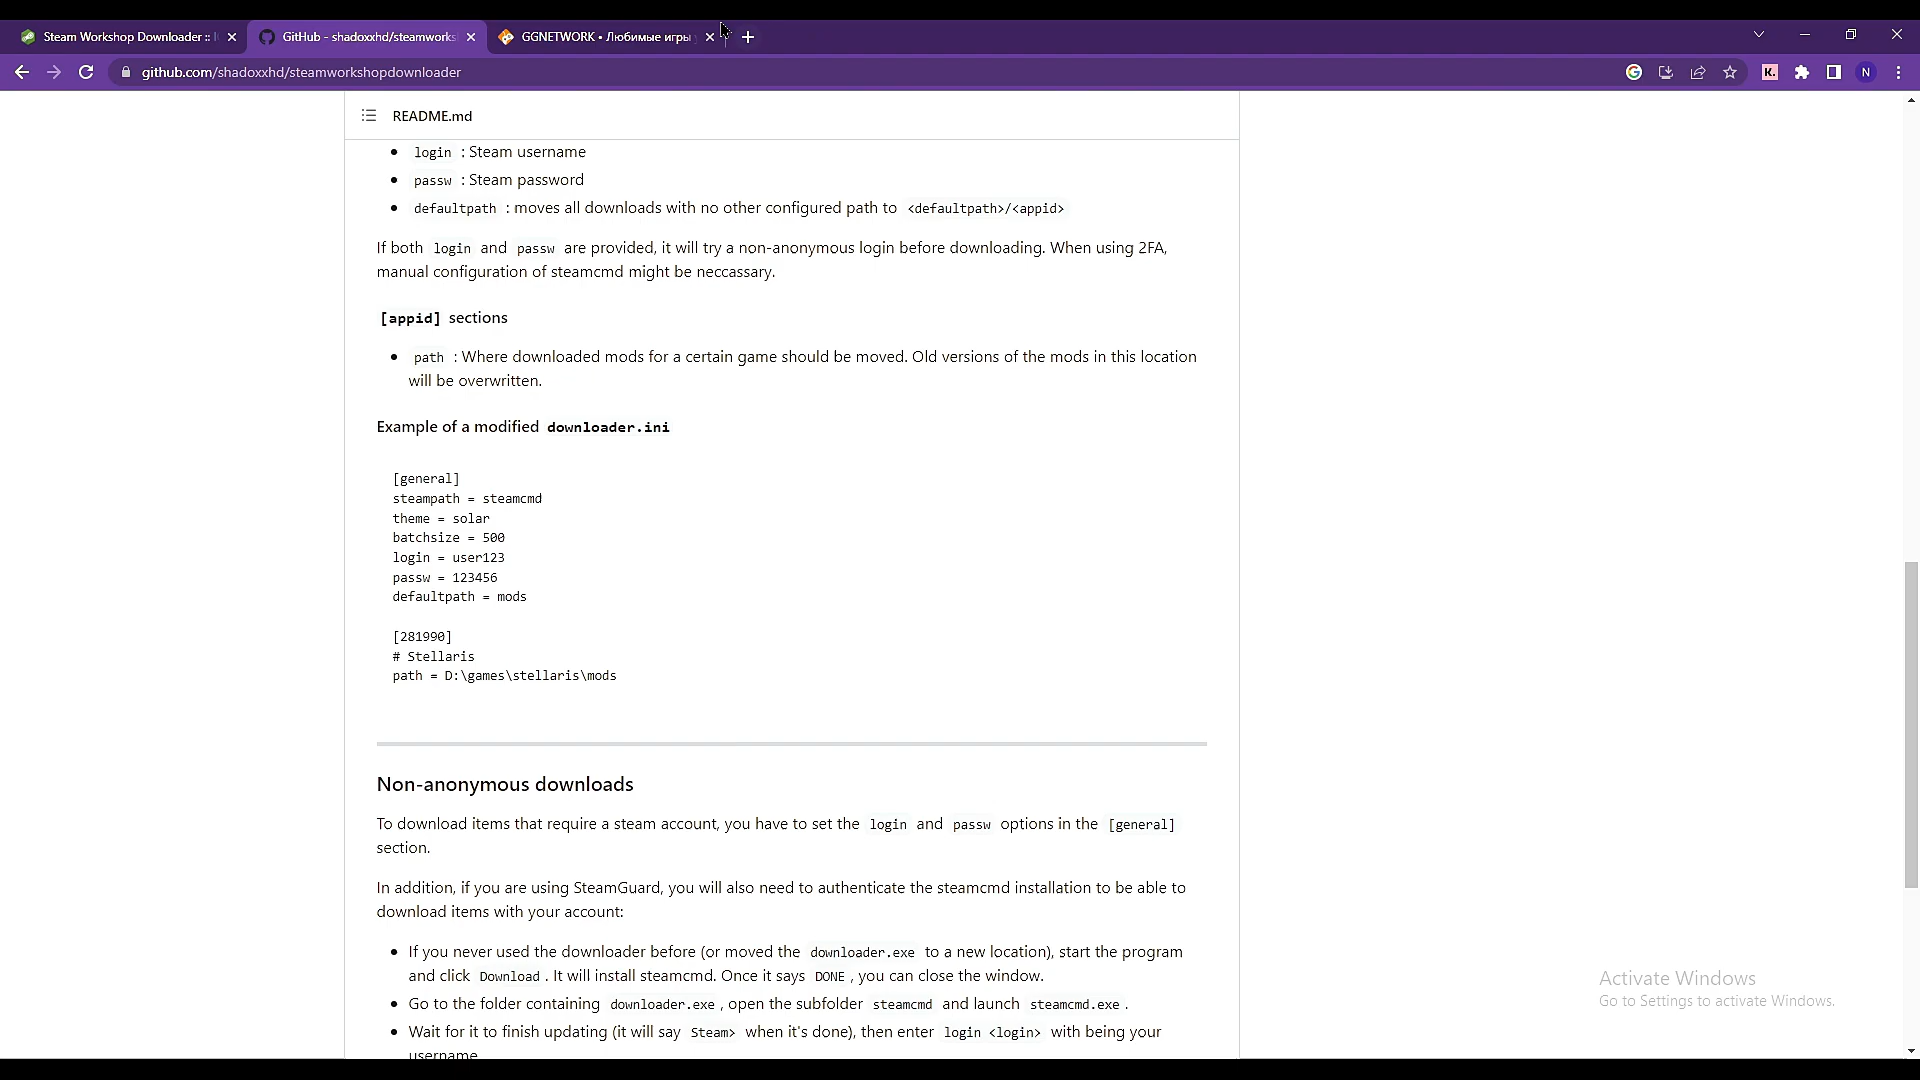 Steam Workshop Downloader ::
GitHub - shadoxxhd/steamworks
GGNETWORK • Любимые игры
github.com/shadoxxhd/steamworkshopdownloader
K.
N
README.md
login : Steam username
passw : Steam password
defaultpath : moves all downloads with no other configured path to <defaultpath>/<appid>
If both login and passw are provided, it will try a non-anonymous login before downloading. When using 2FA,
manual configuration of steamcmd might be neccassary.
[appid] sections
path : Where downloaded mods for a certain game should be moved. Old versions of the mods in this location
will be overwritten.
Example of a modified downloader.ini
[general]
steampath = steamcmd
theme = solar
batchsize = 500
login = user123
passw = 123456
defaultpath = mods
[281990]
# Stellaris
path = D:\games\stellaris\mods
Non-anonymous downloads
To download items that require a steam account, you have to set the login and passw options in the [general]
section.
In addition, if you are using SteamGuard, you will also need to authenticate the steamcmd installation to be able to
download items with your account:
If you never used the downloader before (or moved the downloader.exe to a new location), start the program
and click Download. It will install steamcmd. Once it says DONE, you can close the window.
Go to the folder containing downloader.exe, open the subfolder steamcmd and launch steamcmd.exe.
Wait for it to finish updating (it will say Steam> when it's done), then enter login <login> with being your
username
Activate Windows
Go to Settings to activate Windows.